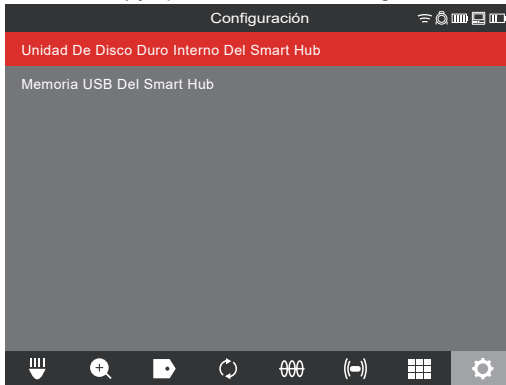 Configuración
Unidad De Disco Duro Interno Del Smart Hub
Memoria USB Del Smart Hub